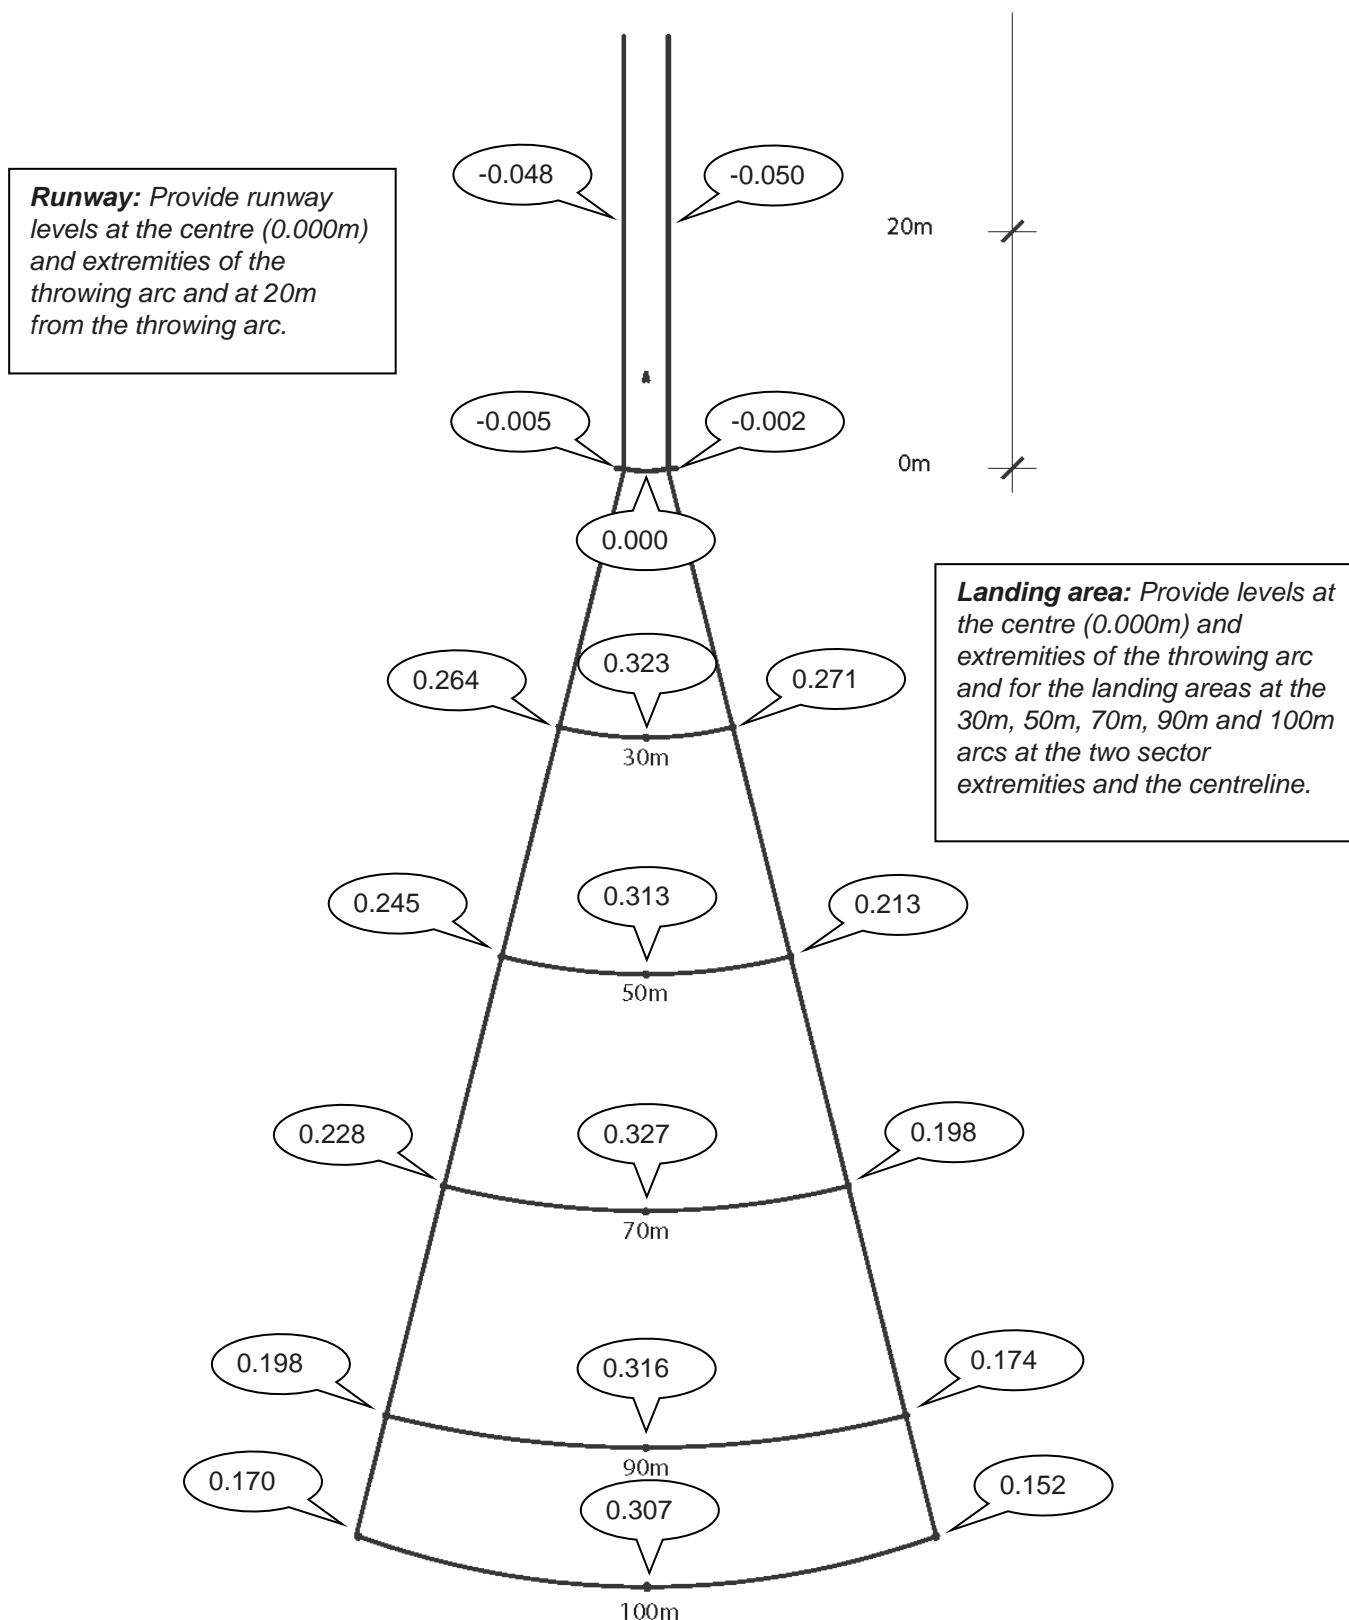 -0.048
-0.050
Runway: Provide runway
levels at the centre (0.000m)
and extremities of the
throwing arc and at 20m
from the throwing arc.
20m
-0.005
-0.002
0m
0.000
Landing area: Provide levels at
the centre (0.000m) and
extremities of the throwing arc
and for the landing areas at the
30m, 50m, 70m, 90m and 100m
arcs at the two sector
extremities and the centreline.
0.264
0.323
0.271
30m
0.245
0.313
0.213
50m
0.228
0.327
0.198
70m
0.198
0.316
0.174
90m
0.170
0.307
0.152
100m